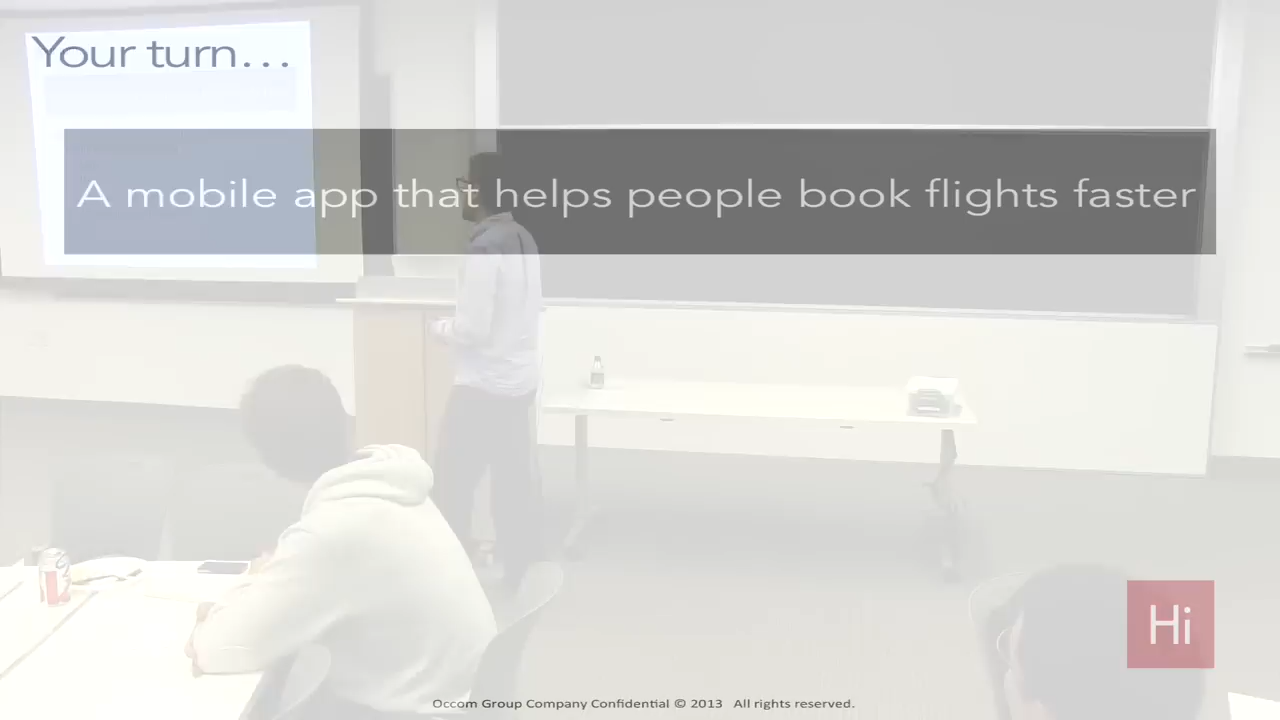 Your turn...
A mobile app that helps people book flights faster
Hi
Occom Group Company Confidential © 2013 All rights reserved.